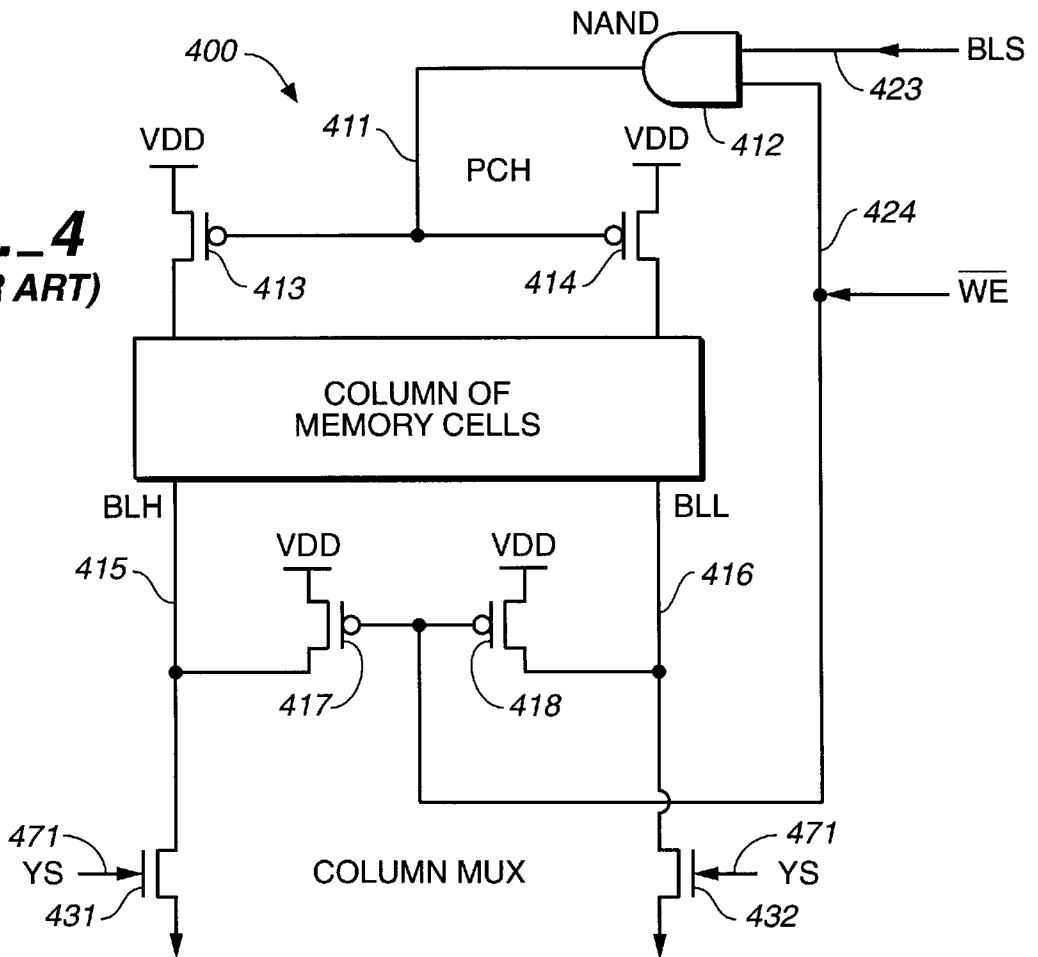 NAND
400
BLS
423
411
412
VDD
PCH
VDD
._4
424
R ART)
413
414
WE
COLUMN OF
MEMORY CELLS
BLH
BLL
VDD
VDD
415
416
417
418
471
471
YS
COLUMN MUX
YS
431
432